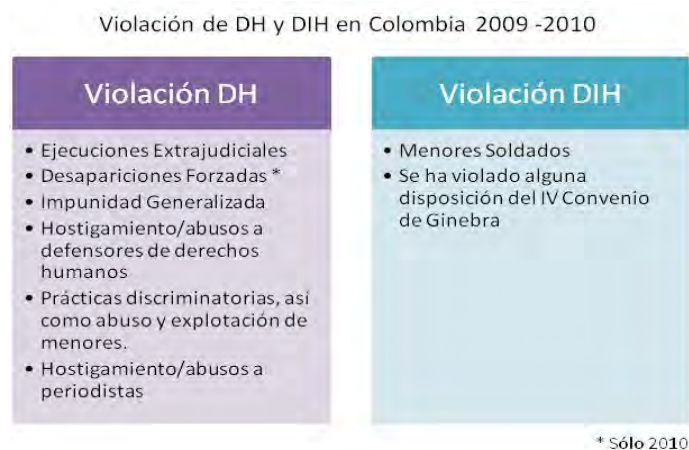 Violación de DH y DIH en Colombia 2009 -2010
Violación DH
• Ejecuciones Extrajudiciales
• Desapariciones Forzadas *
• Impunidad Generalizada
• Hostigamiento/abusos a
defensores de derechos
humanos
• Prácticas discriminatorias, así
como abuso y explotación de
menores.
• Hostigamiento/abusos a
periodistas
Violación DIH
• Menores Soldados
• Se ha violado alguna
disposición del IV Convenio
de Ginebra
* Sólo 2010